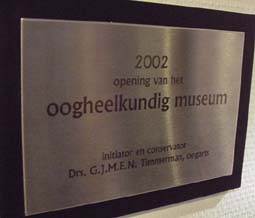 2002
opening van het
oogheelkundig museum
initiator en conservator
Drs. G.J.M.E.N. Timmerman, oogarts